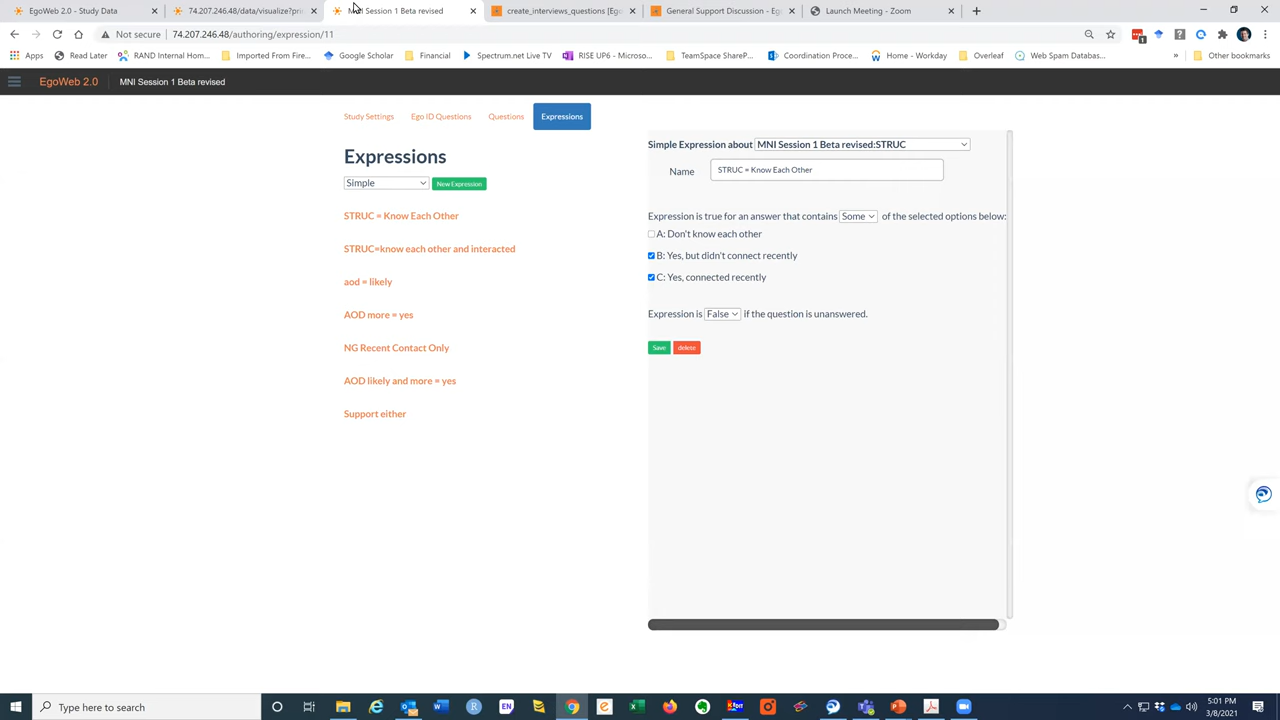 EgoWeb 2.0 - Study Data
74.207.246.48/data/visualize?pri
MNI Session 1 Beta revised
create_interviews_questions [Ego
General Support Discussion - Eg
Launch Meeting - Zoom
Not secure
74.207.246.48/authoring/expression/11
1
Apps
Read Later
RAND Internal Hom...
Imported From Fire...
Google Scholar
Financial
Spectrum.net Live TV
RISE UP6 - Microso...
TeamSpace ShareP...
Coordination Proce...
Home - Workday
Overleaf
Web Spam Databas...
»
Other bookmarks
EgoWeb 2.0
MNI Session 1 Beta revised
Study Settings
Ego ID Questions
Questions
Expressions
Expressions
Simple
New Expression
STRUC = Know Each Other
STRUC=know each other and interacted
aod = likely
AOD more = yes
NG Recent Contact Only
AOD likely and more = yes
Support either
Simple Expression about MNI Session 1 Beta revised:STRUC
Name STRUC = Know Each Other
Expression is true for an answer that contains Some of the selected options below:
A: Don't know each other
B: Yes, but didn't connect recently
C: Yes, connected recently
Expression is False if the question is unanswered.
Save delete
Type here to search
5:01 PM
3/8/2021